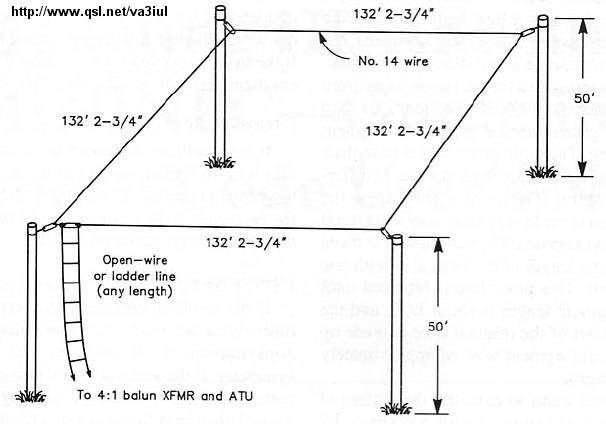 http://www.qsl.net/va3iul
132' 2-3/4"
No. 14 wire
50'
132' 2-3/4"
132' 2-3/4"
132' 2-3/4"
Open-wire
or ladder line
(any length)
50'
To 4:1 balun XFMR and ATU